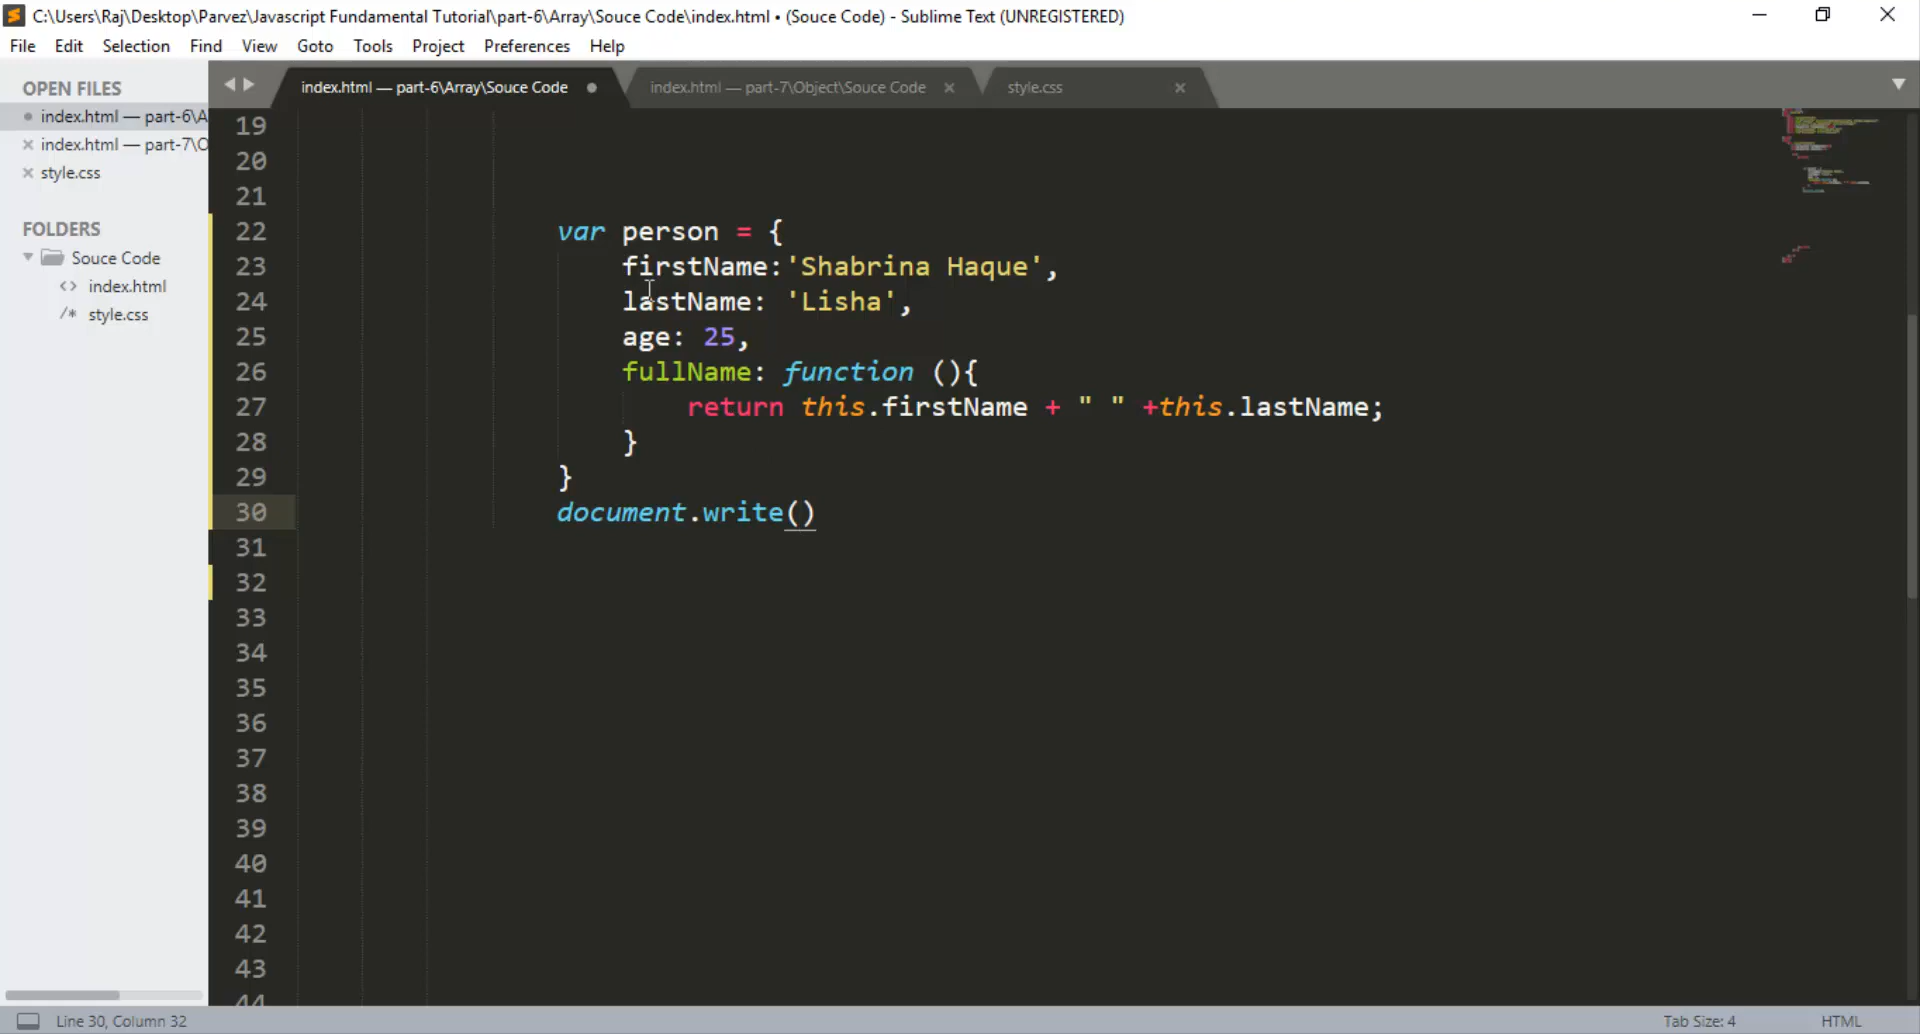 C:\Users\Raj\Desktop\Parvez\Javascript Fundamental Tutorial\part-6\Array\Souce Code\index.html • (Souce Code) - Sublime Text (UNREGISTERED)
File Edit Selection Find View Goto Tools Project Preferences Help
OPEN FILES
index.html — part-6\A
index.html — part-7\O
style.css
FOLDERS
Souce Code
<> index.html
/* style.css
index.html — part-6\Array\Souce Code
index.html — part-7\Object\Souce Code
style.css
19
20
21
22 var person = {
23 firstName:'Shabrina Haque',
24 lastName: 'Lisha',
25 age: 25,
26 fullName: function (){
27 return this.firstName + " " +this.lastName;
28 }
29 }
30 document.write()
31
32
33
34
35
36
37
38
39
40
41
42
43
44
Line 30, Column 32
Tab Size: 4
HTML